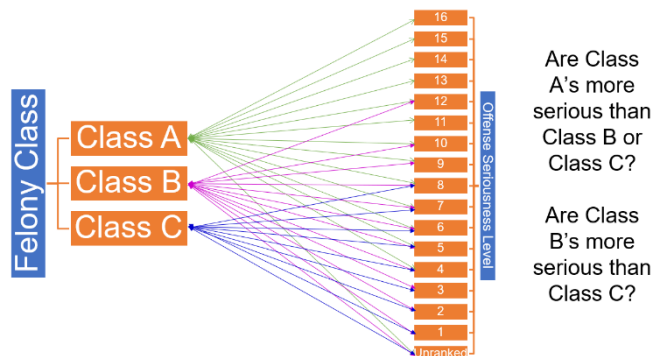 Felony Class
Class A
Class B
Class C
16
15
14
13
12
11
10
9
8
7
6
5
4
3
2
1
Unranked
Offense Seriousness Level
Are Class
A's more
serious than
Class B or
Class C?
Are Class
B's more
serious than
Class C?